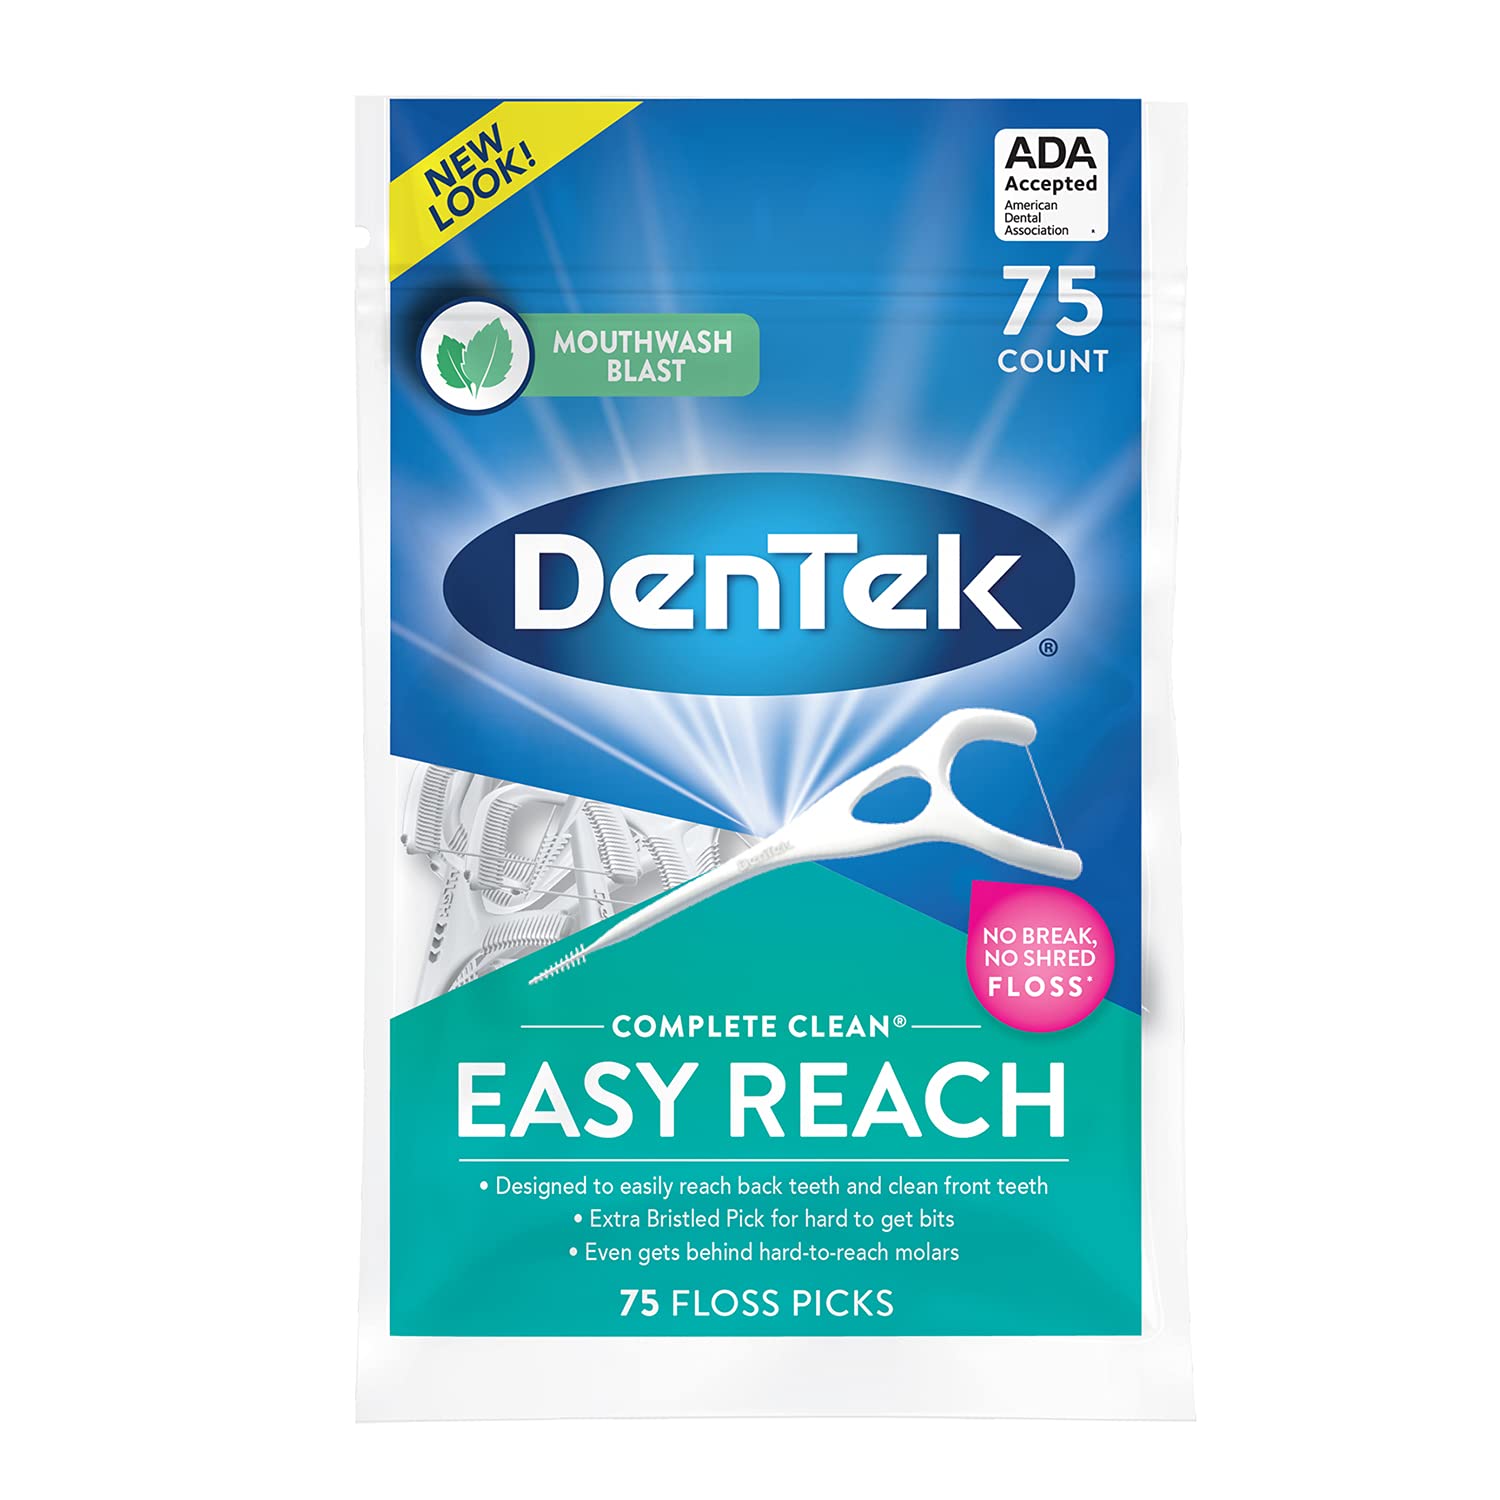 NEW
LOOK!
ADA
Accepted
American
Dental
Association
75
COUNT
MOUTHWASH
BLAST
DenTek
®
DenTek
NO BREAK,
NO SHRED
FLOSS*
COMPLETE CLEAN®
EASY REACH
• Designed to easily reach back teeth and clean front teeth
• Extra Bristled Pick for hard to get bits
• Even gets behind hard-to-reach molars
75 FLOSS PICKS